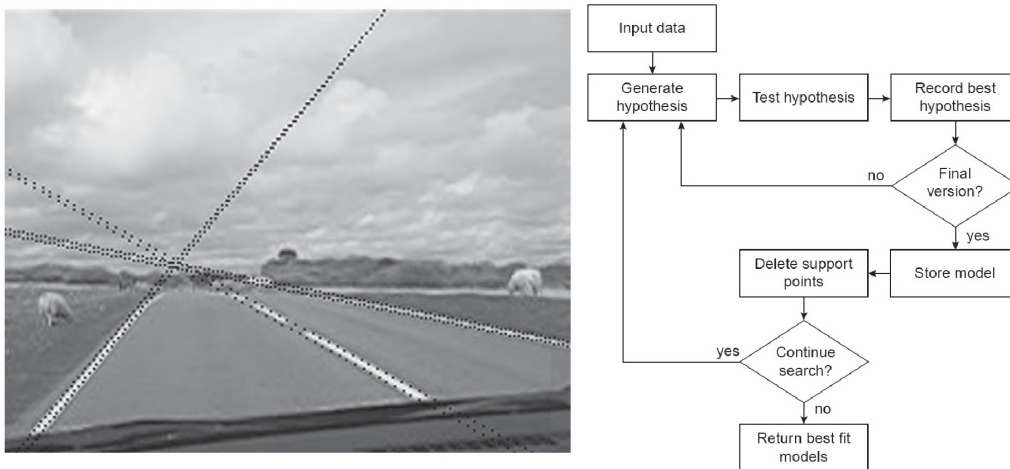 Input data
Generate
hypothesis
Test hypothesis
Record best
hypothesis
no
Final
version?
yes
Delete support
points
Store model
yes
Continue
search?
no
Return best fit
models